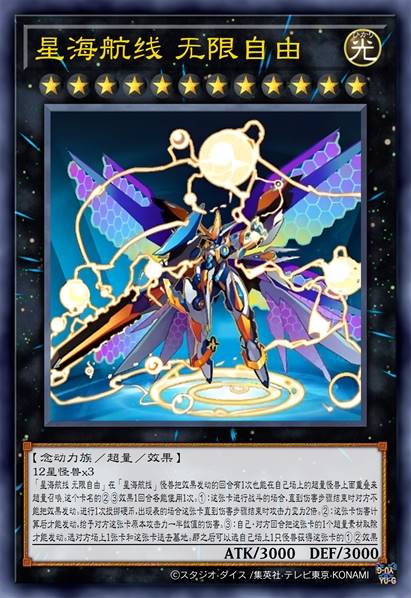 星海航线 无限自由
ひかり
光
【念动力族／超量／效果】
12星怪兽x3
「星海航线 无限自由」在「星海航线」怪兽把效果发动的回合有1次也能在自己场上的超量怪兽上面重叠来
超量召唤。这个卡名的②③效果1回合各能使用1次。①：这张卡进行战斗的场合，直到伤害步骤结束时对方不
能把效果发动，进行1次投掷硬币，出现表的场合这张卡直到伤害步骤结束时攻击力变为2倍。②：这张卡伤害计
算后才能发动，给予对方这张卡原本攻击力一半数值的伤害。③：自己·对方回合把这张卡的1个超量素材取除
才能发动，选对方场上1张卡和这张卡送去墓地。那之后可以选自己场上1只怪兽获得这张卡的①②效果
ATK/3000 DEF/3000
©スタジオ・ダイス /集英社・テレビ東京・KONAMI